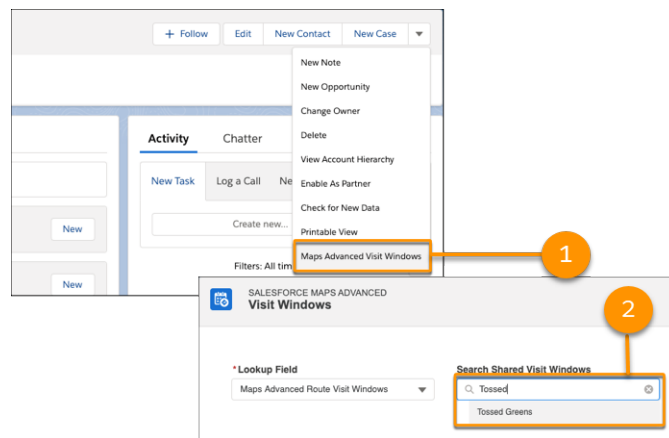 + Follow Edit New Contact New Case
New Note
New Opportunity
Change Owner
Delete
View Account Hierarchy
Enable As Partner
Check for New Data
Printable View
Maps Advanced Visit Windows
Activity Chatter
New Task Log a Call
Create new...
Filters: All tim
New
New
1
SALESFORCE MAPS ADVANCED
Visit Windows
2
*Lookup Field
Maps Advanced Route Visit Windows
Search Shared Visit Windows
Tossed
Tossed Greens